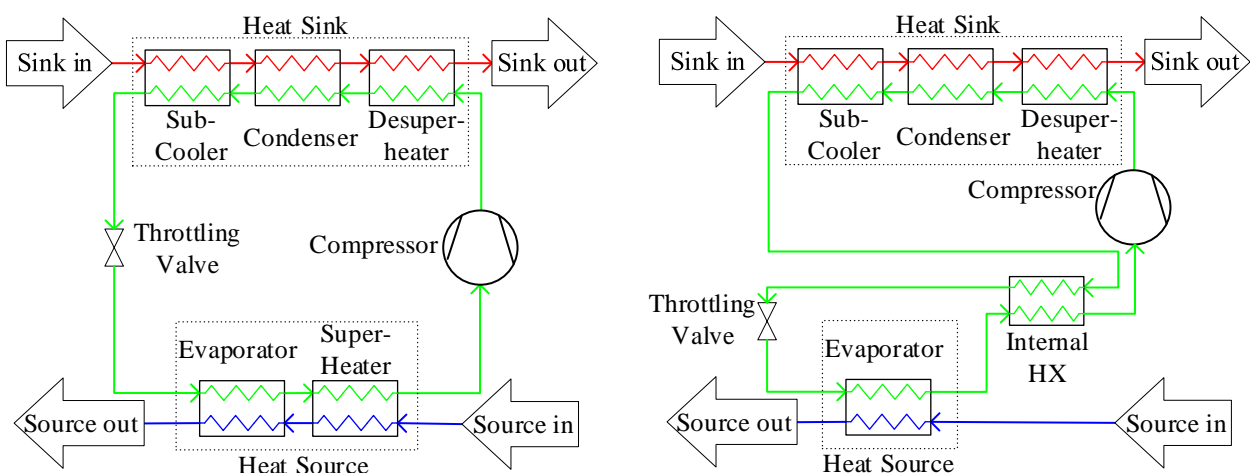 Heat Sink
Sink in
Sink out
Sub-
Cooler
Condenser
Desuper-
heater
Throttling
Valve
Compressor
Evaporator
Super-
Heater
Source out
Source in
Heat Source
Heat Sink
Sink in
Sink out
Sub-
Cooler
Condenser
Desuper-
heater
Compressor
Throttling
Valve
Internal
HX
Evaporator
Source out
Source in
Heat Source